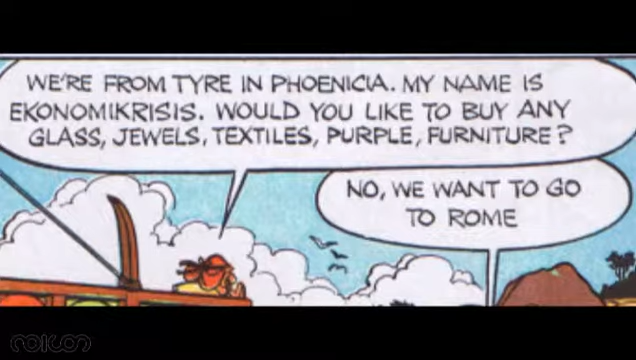 WE'RE FROM TYRE IN PHOENICIA. MY NAME IS
EKONOMIKRISIS. WOULD YOU LIKE TO BUY ANY
GLASS, JEWELS, TEXTILES, PURPLE, FURNITURE?
NO, WE WANT TO GO
TO ROME